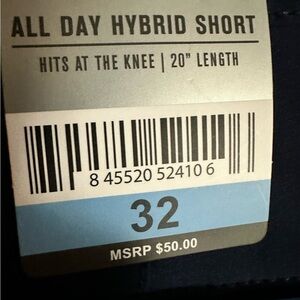 ALL DAY HYBRID SHORT
HITS AT THE KNEE | 20" LENGTH
8 45520 52410 6
32
MSRP $50.00